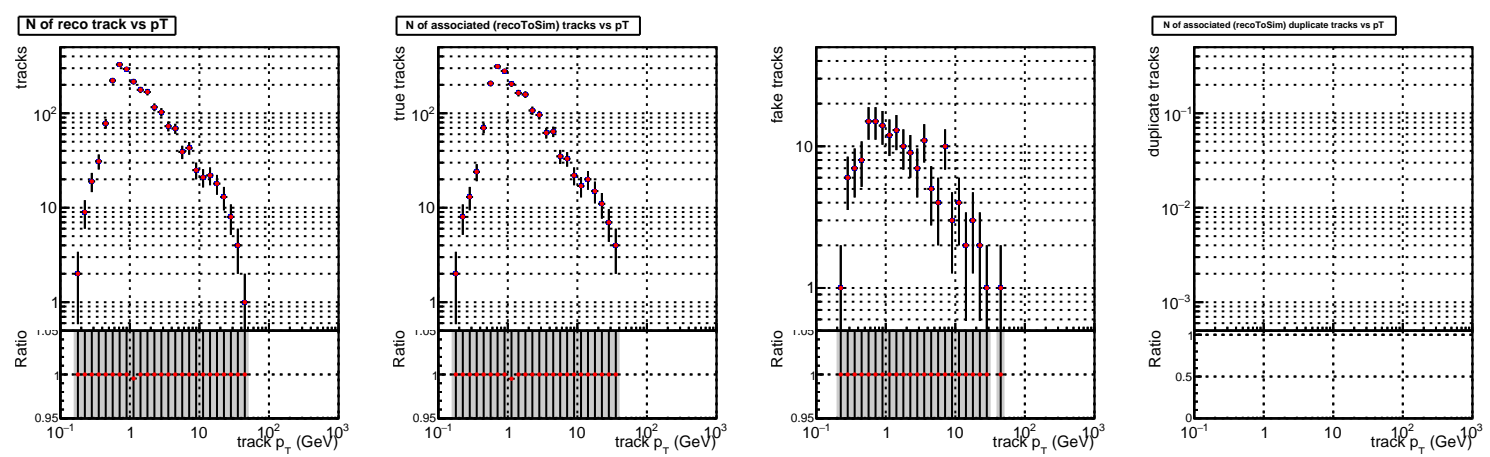 N of reco track vs pT
tracks
10²
10
1
Ratio
1.05
1
0.95
10⁻¹ 1 10 10² 10³
track p_T (GeV)
N of associated (recoToSim) tracks vs pT
true tracks
10²
10
1
Ratio
1.05
1
0.95
10⁻¹ 1 10 10² 10³
track p_T (GeV)
fake tracks
10
1
Ratio
1.05
1
0.95
10⁻¹ 1 10 10² 10³
track p_T (GeV)
N of associated (recoToSim) duplicate tracks vs pT
duplicate tracks
10⁻¹
10⁻²
10⁻³
Ratio
1
0.5
0
10⁻¹ 1 10 10² 10³
track p_T (GeV)